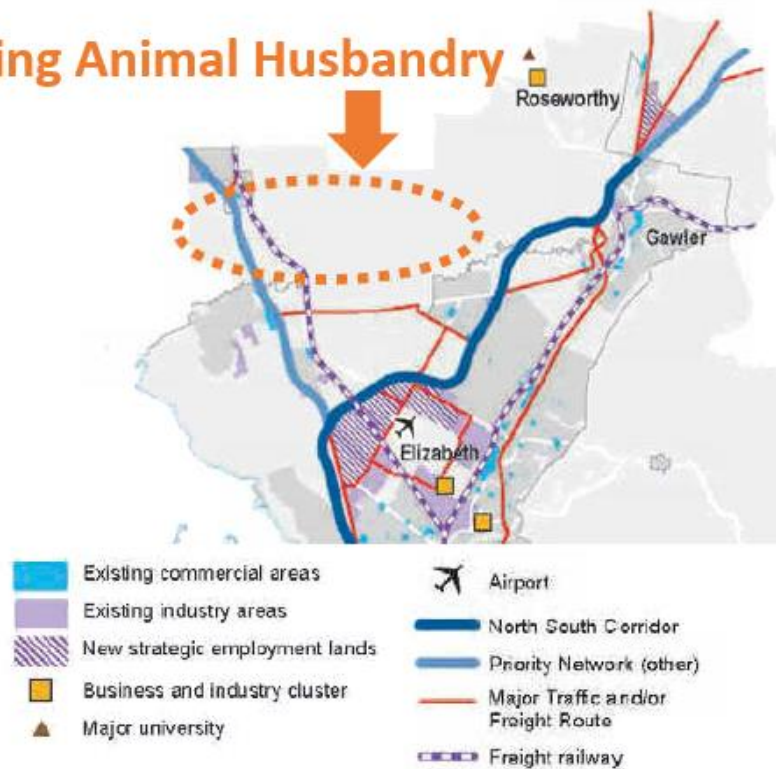 ing Animal Husbandry
Roseworthy
Gawler
Elizabeth
Existing commercial areas
Existing industry areas
New strategic employment lands
Business and industry cluster
Major university
Airport
North South Corridor
Priority Network (other)
Major Traffic and/or
Freight Route
Freight railway